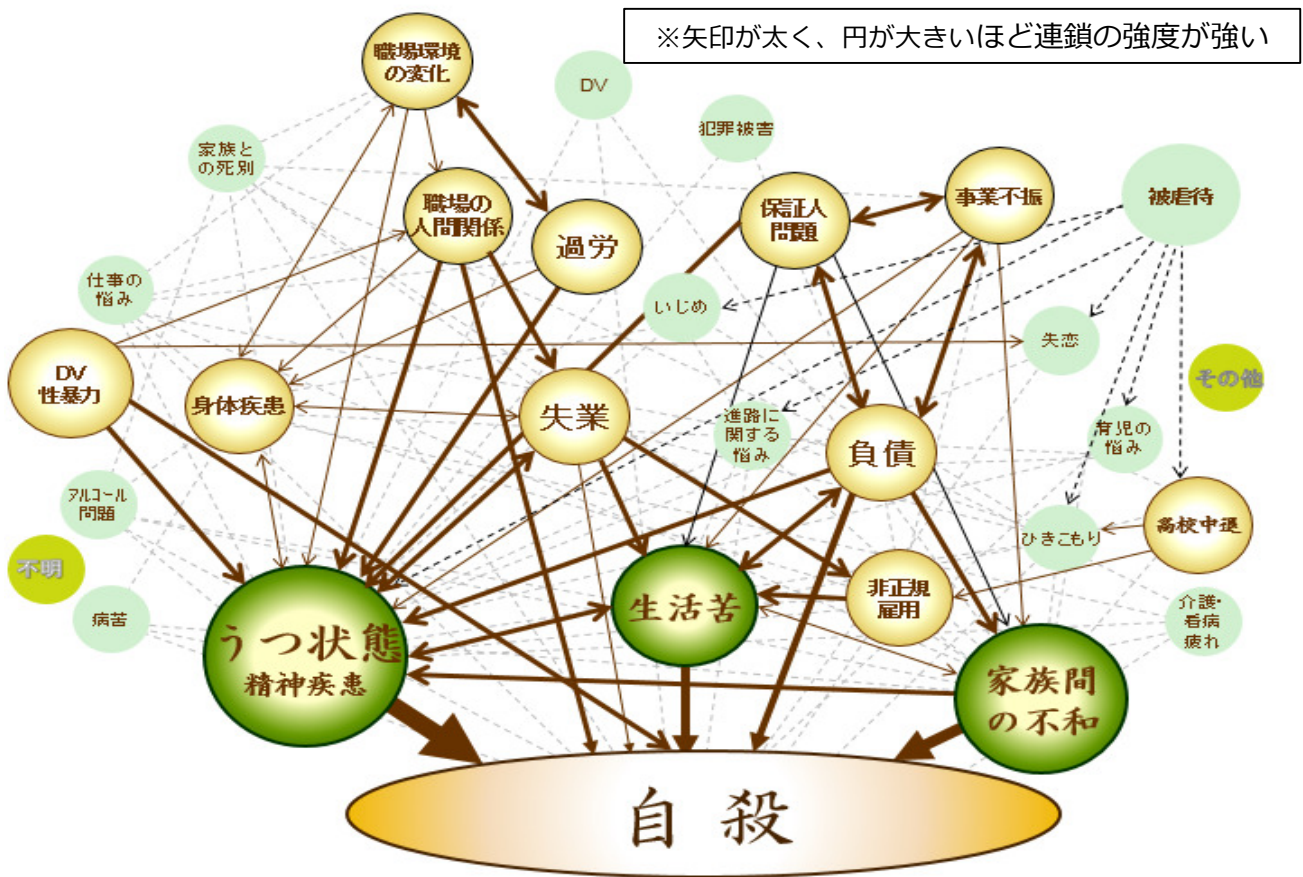 ※矢印が太く、円が大きいほど連鎖の強度が強い
職場環境
の変化
DV
犯罪被害
家族と
の死別
職場の
人間関係
過労
保証人
問題
事業不振
被虐待
仕事の
悩み
いじめ
失恋
DV
性暴力
その他
身体疾患
失業
進路に
関する
悩み
負債
育児の
悩み
アルコール
問題
高校中退
ひきこもり
不明
病苦
うつ状態
精神疾患
生活苦
非正規
雇用
介護・
看病
疲れ
家族間
の不和
自殺